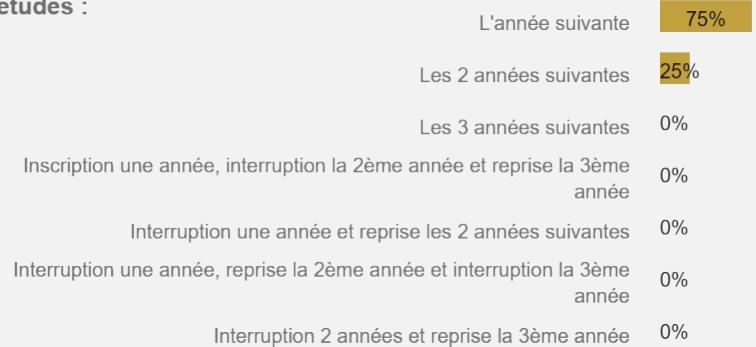 études :
L'année suivante 75%
Les 2 années suivantes 25%
Les 3 années suivantes 0%
Inscription une année, interruption la 2ème année et reprise la 3ème
année 0%
Interruption une année et reprise les 2 années suivantes 0%
Interruption une année, reprise la 2ème année et interruption la 3ème
année 0%
Interruption 2 années et reprise la 3ème année 0%